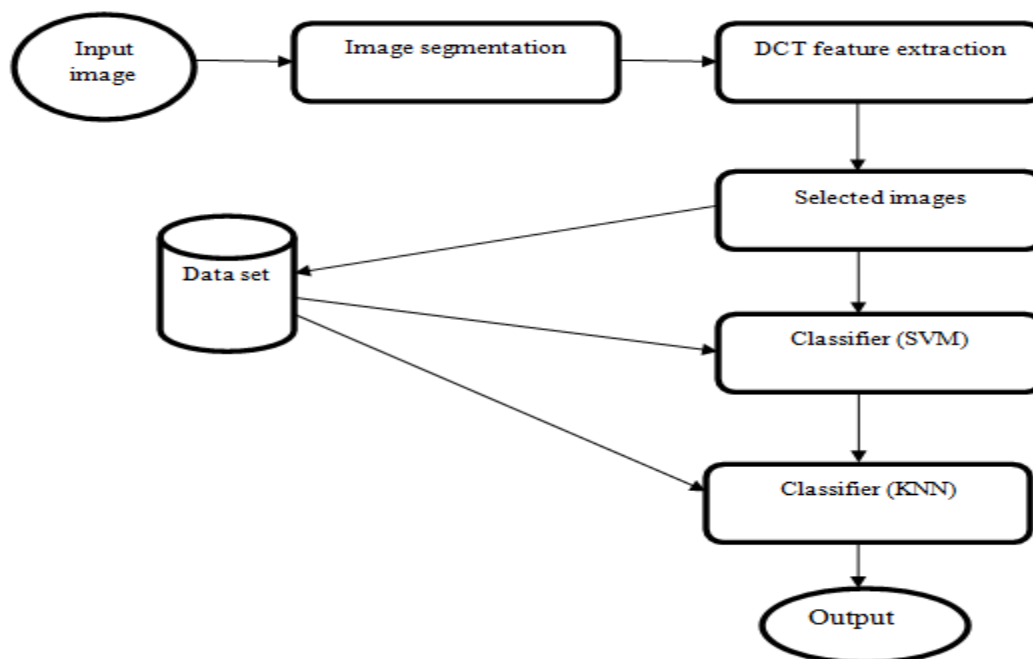 Input
image
Image segmentation
DCT feature extraction
Selected images
Data set
Classifier (SVM)
Classifier (KNN)
Output